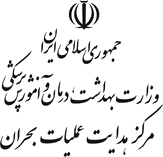 جمهوری اسلامی ایران
وزارت بهداشت، درمان و آموزش پزشکی
مرکز هدایت عملیات بحران